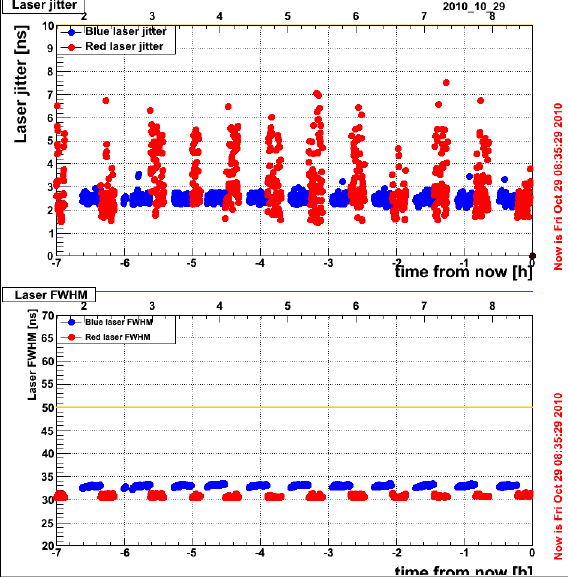 Laser jitter
2010_10_29
2 3 4 5 6 7 8
Blue laser jitter
Red laser jitter
Laser jitter [ns]
10
9
8
7
6
5
4
3
2
1
0
-7 -6 -5 -4 -3 -2 -1 0
time from now [h]
Now is Fri Oct 29 08:35:29 2010
Laser FWHM
2 3 4 5 6 7 8
Blue laser FWHM
Red laser FWHM
Laser FWHM [ns]
70
65
60
55
50
45
40
35
30
25
20
-7 -6 -5 -4 -3 -2 -1 0
time from now [h]
Now is Fri Oct 29 08:35:29 2010